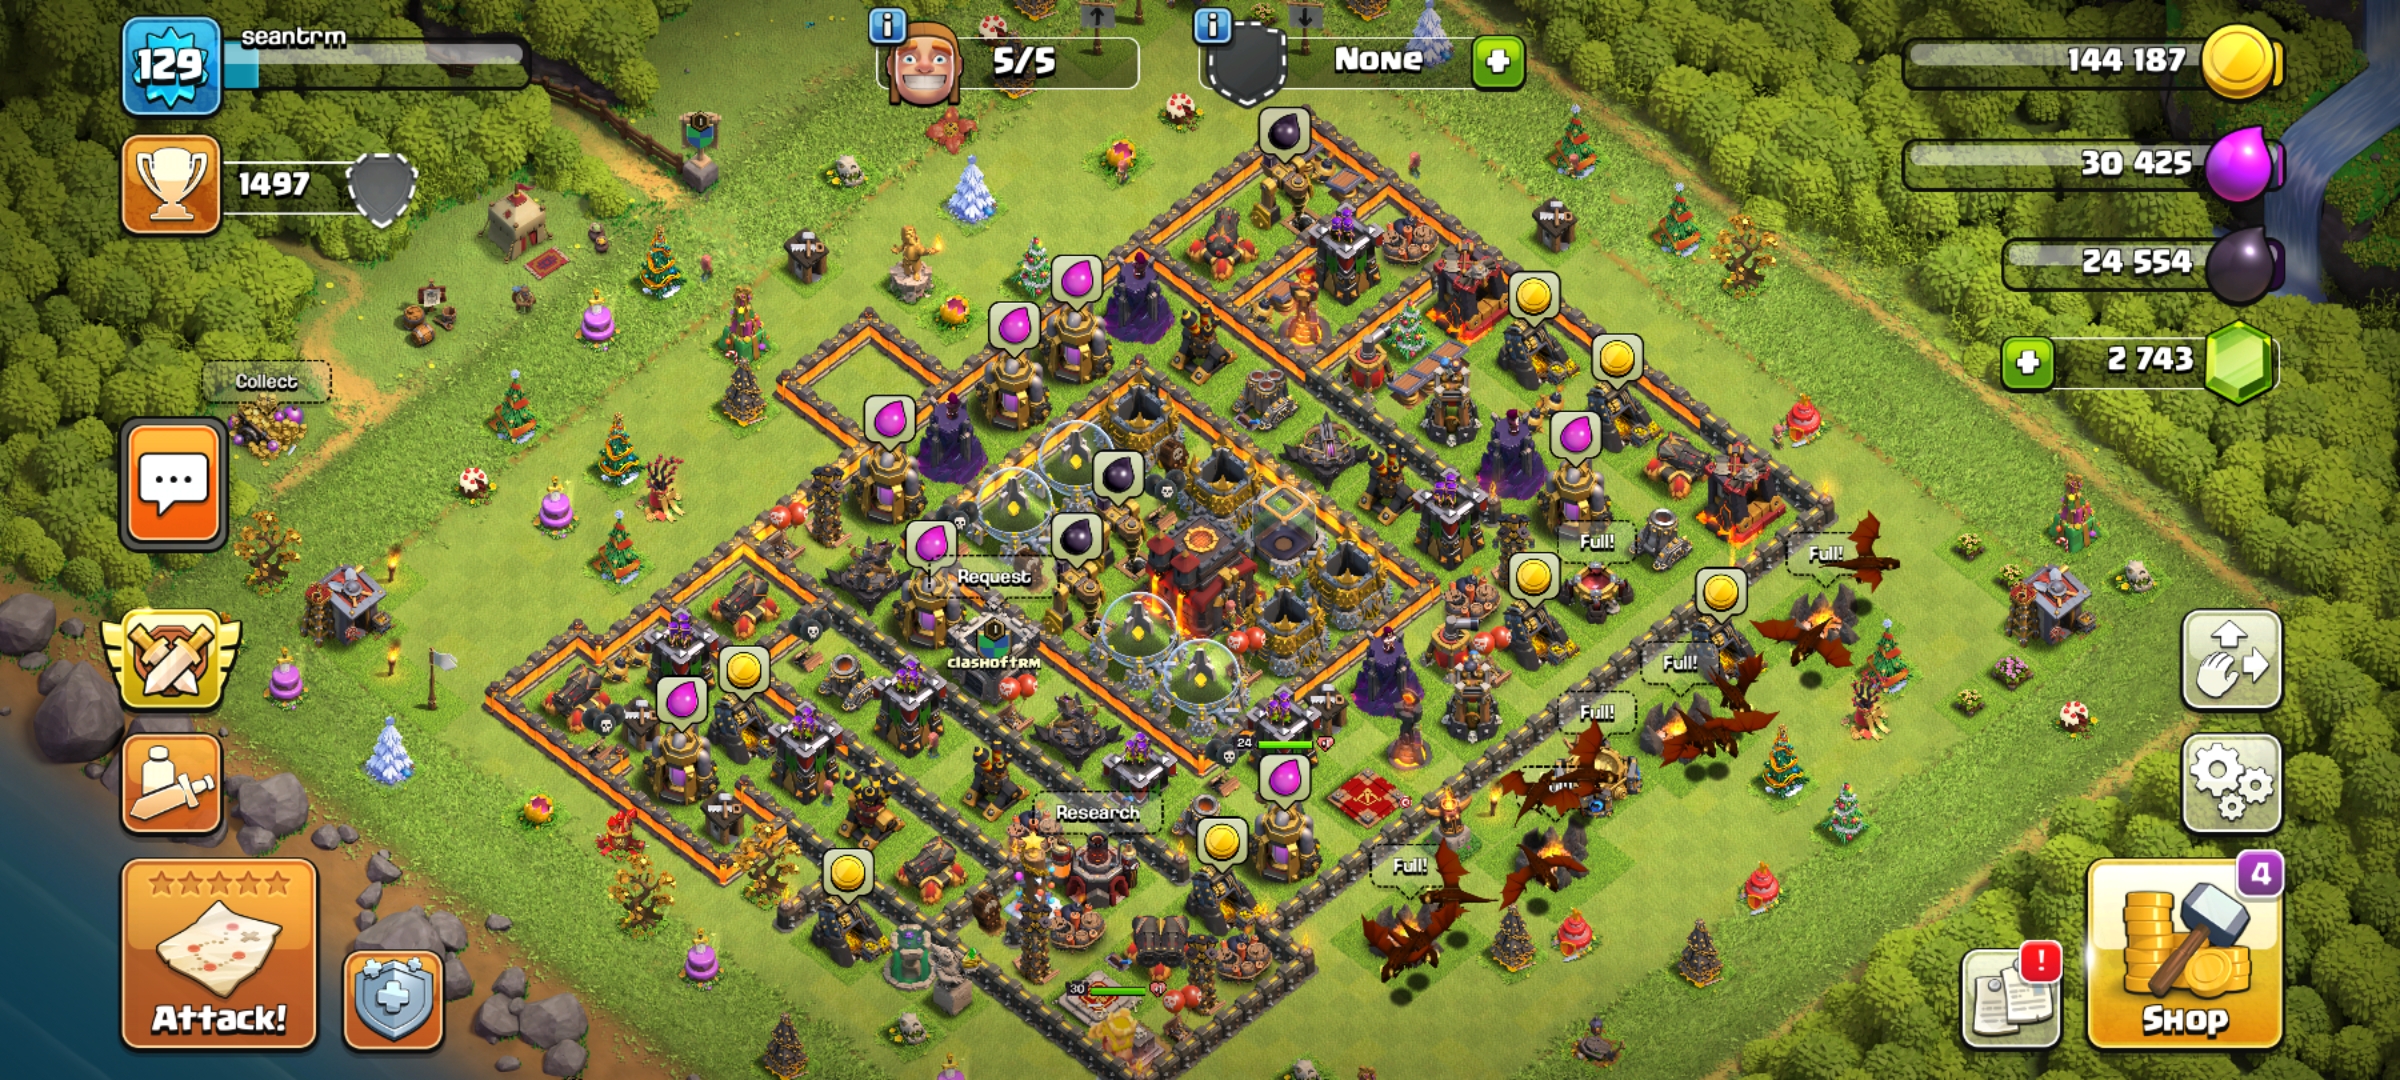 129
seantrm
5/5
None
144 187
1497
30 425
24 554
2 743
Collect
Full!
Full!
Request
clashofTRM
Full!
Full!
24
Research
Full!
30
Attack!
4
!
Shop